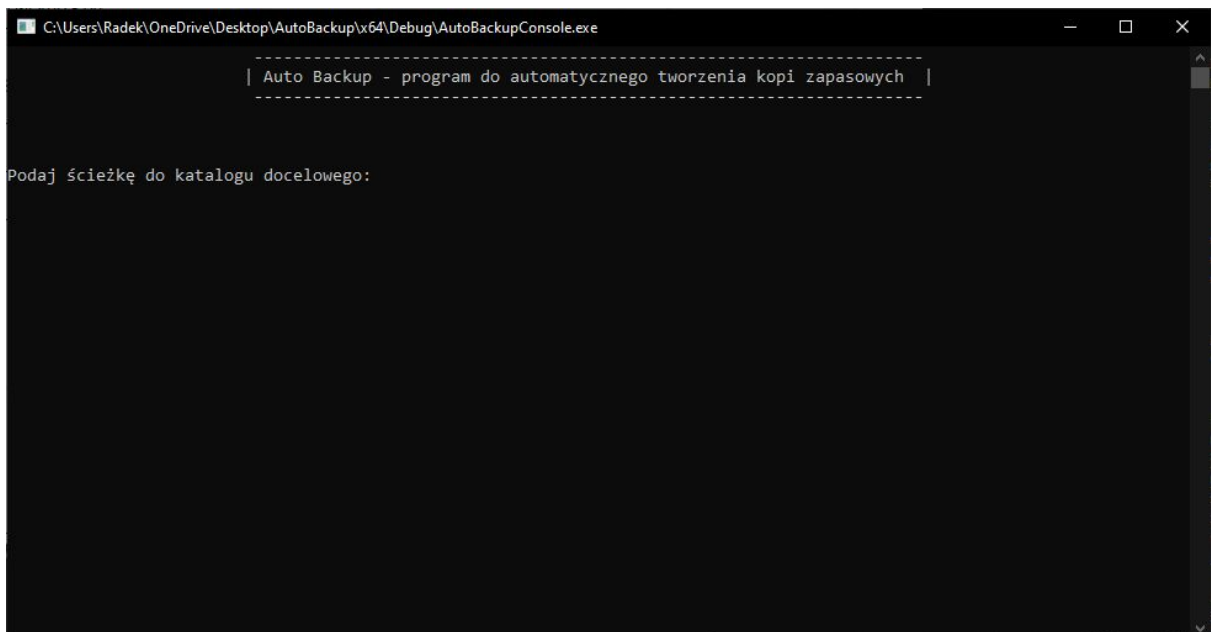 C:\Users\Radek\OneDrive\Desktop\AutoBackup\x64\Debug\AutoBackupConsole.exe
---------------------------------------------------------------------
| Auto Backup - program do automatycznego tworzenia kopi zapasowych  |
---------------------------------------------------------------------
Podaj ścieżkę do katalogu docelowego: